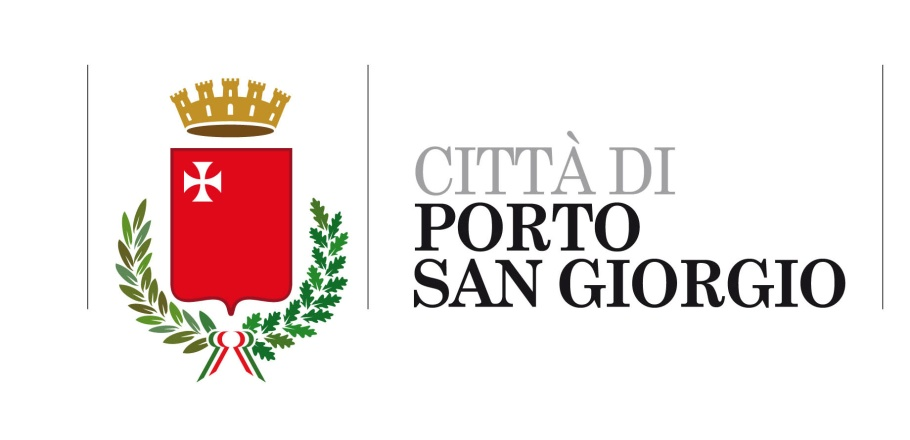 CITTÀ DI
PORTO
SAN GIORGIO